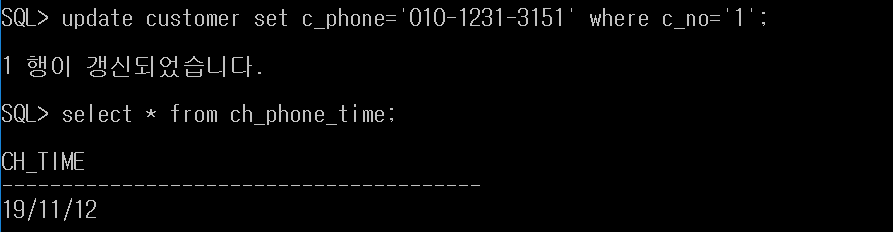 SQL> update customer set c_phone='010-1231-3151' where c_no='1';
1 행이 갱신되었습니다.
SQL> select * from ch_phone_time;
CH_TIME
----------------------------------------
19/11/12